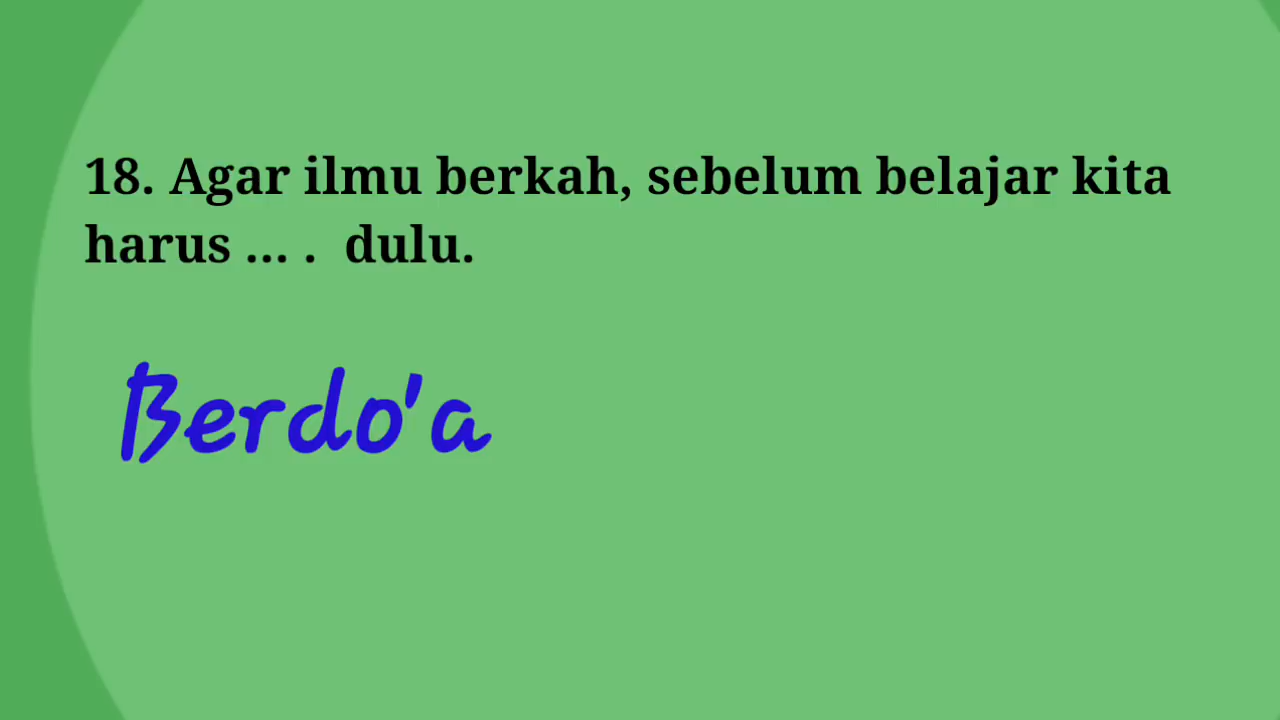 18. Agar ilmu berkah, sebelum belajar kita
harus ... .  dulu.
Berdo'a